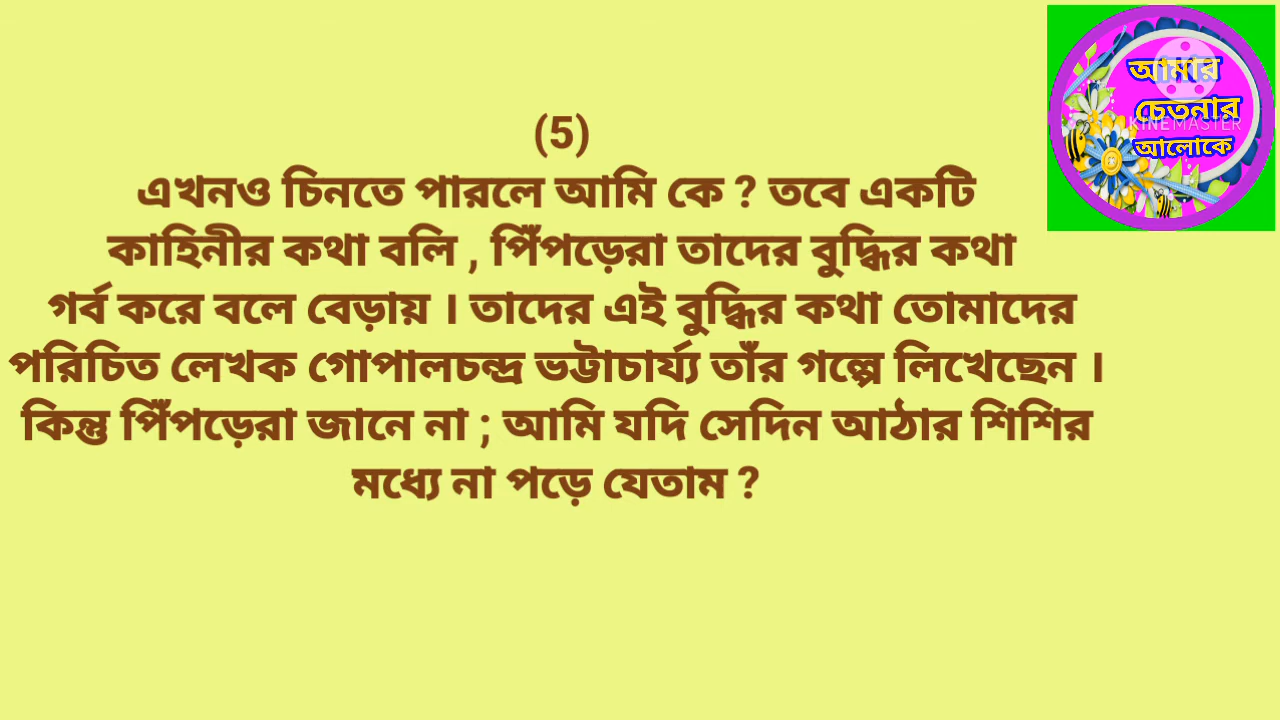 (5)
এখনও চিনতে পারলে আমি কে ? তবে একটি
কাহিনীর কথা বলি , পিঁপড়েরা তাদের বুদ্ধির কথা
গর্ব করে বলে বেড়ায় । তাদের এই বুদ্ধির কথা তোমাদের
পরিচিত লেখক গোপালচন্দ্র ভট্টাচার্য্য তাঁর গল্পে লিখেছেন ।
কিন্তু পিঁপড়েরা জানে না ; আমি যদি সেদিন আঠার শিশির
মধ্যে না পড়ে যেতাম ?
আমার
চেতনার
KINEMASTER
আলোকে